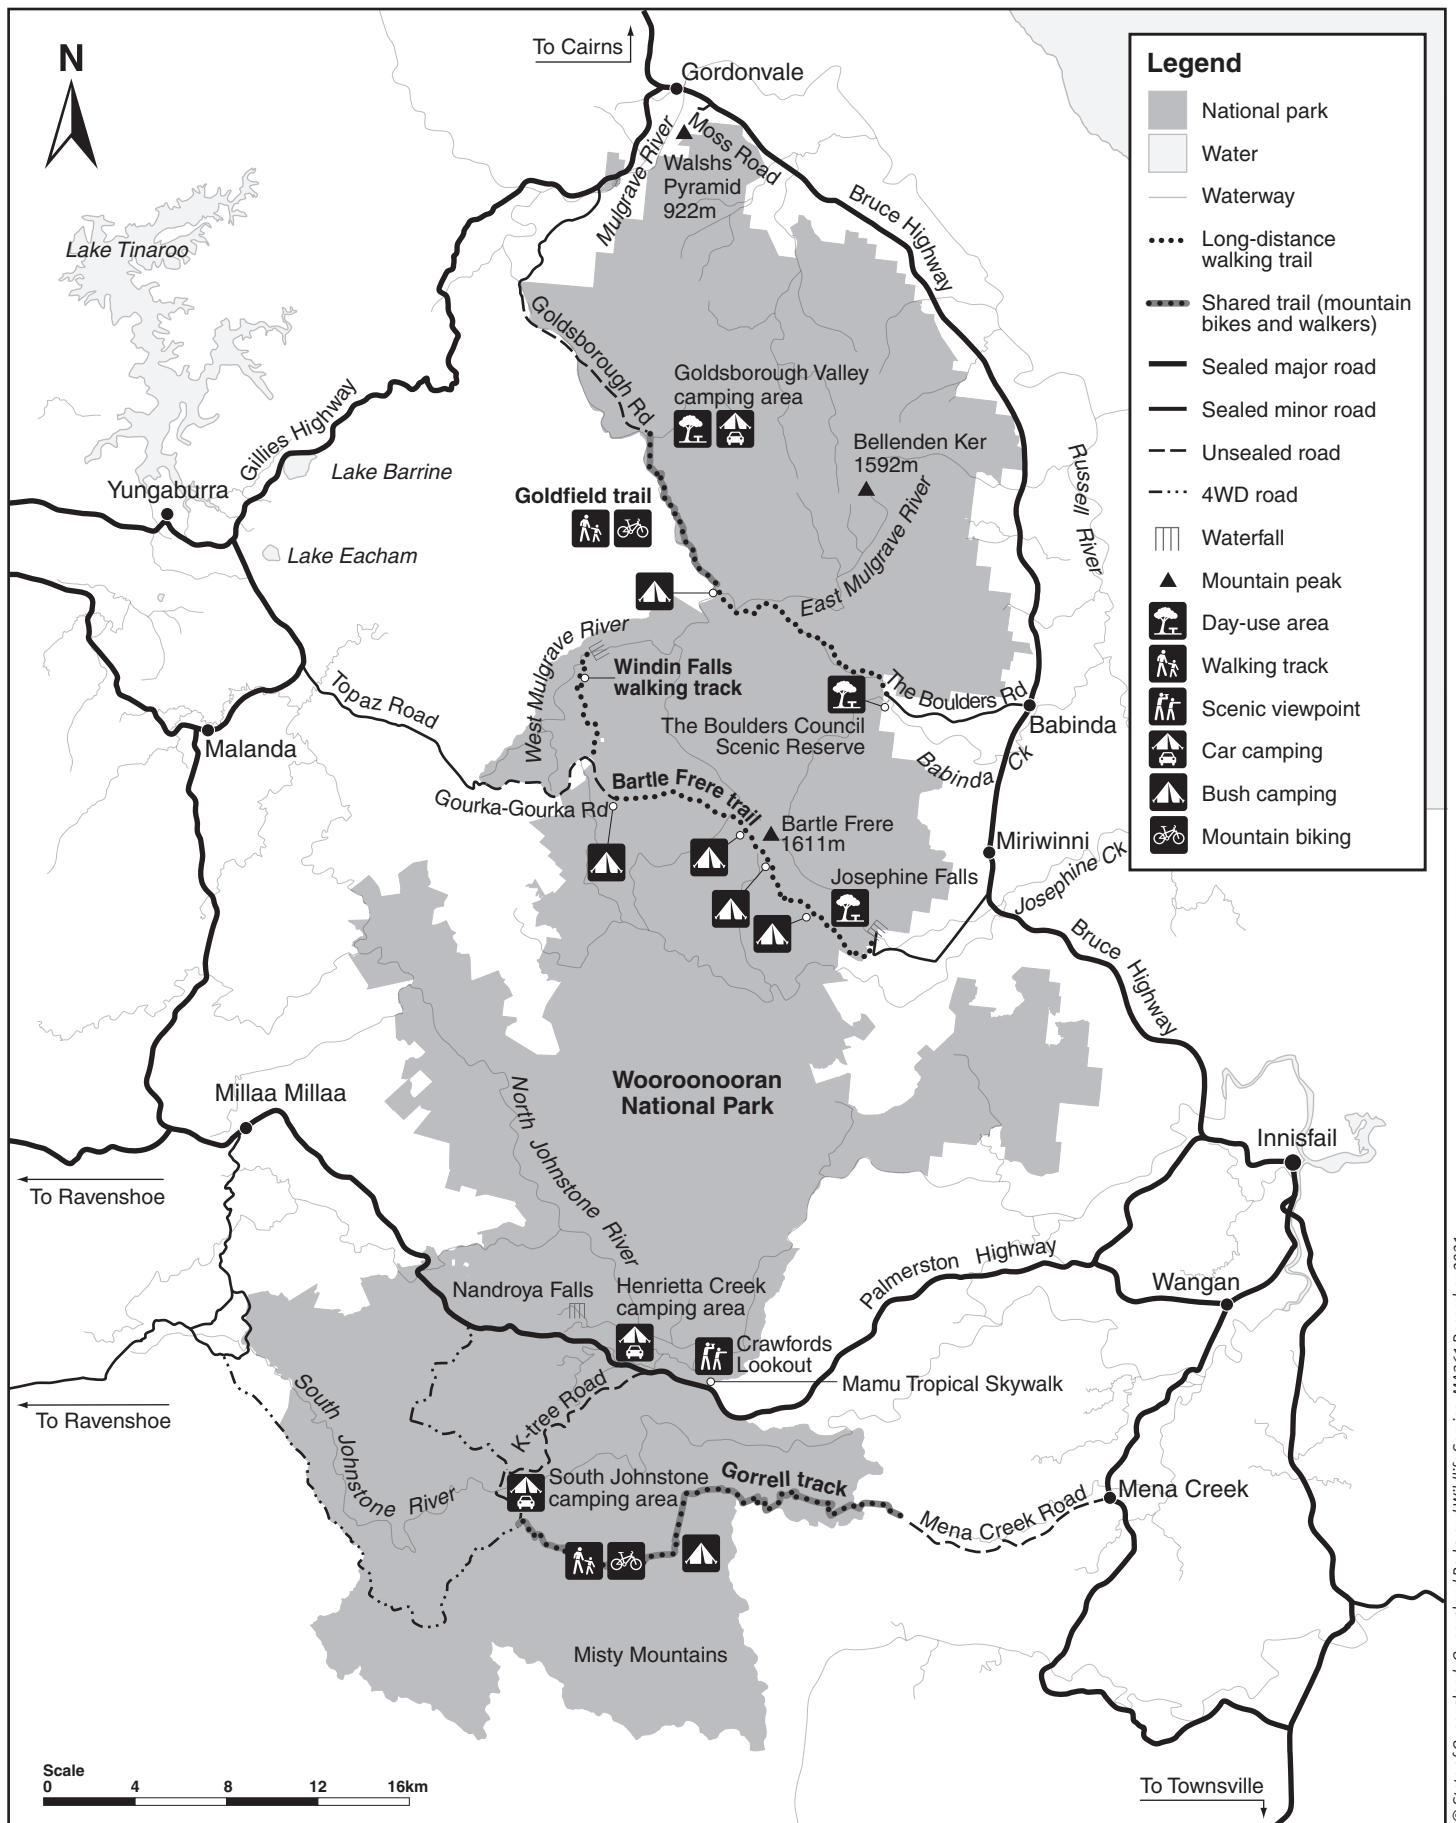 To Cairns
N
Gordonvale
Mulgrave River
Moss Road
Walshs
Pyramid
922m
Bruce Highway
Lake Tinaroo
Goldsborough Rd
Goldsborough Valley
camping area
Gillies Highway
Lake Barrine
Bellenden Ker
1592m
Russell River
Yungaburra
Goldfield trail
Lake Eacham
East Mulgrave River
West Mulgrave River
Windin Falls
walking track
The Boulders Rd
Topaz Road
The Boulders Council
Scenic Reserve
Babinda
Malanda
Babinda Ck
Gourka-Gourka Rd
Bartle Frere trail
Bartle Frere
1611m
Miriwinni
Josephine Falls
Josephine Ck
Bruce Highway
Wooroonooran
National Park
Millaa Millaa
North Johnstone River
Innisfail
To Ravenshoe
Palmerston Highway
Nandroya Falls
Henrietta Creek
camping area
Wangan
Crawfords
Lookout
Mamu Tropical Skywalk
To Ravenshoe
South Johnstone River
K-tree Road
South Johnstone
camping area
Gorrell track
Mena Creek
Mena Creek Road
Misty Mountains
Scale
0 4 8 12 16km
To Townsville
Legend
National park
Water
Waterway
Long-distance
walking trail
Shared trail (mountain
bikes and walkers)
Sealed major road
Sealed minor road
Unsealed road
4WD road
Waterfall
Mountain peak
Day-use area
Walking track
Scenic viewpoint
Car camping
Bush camping
Mountain biking